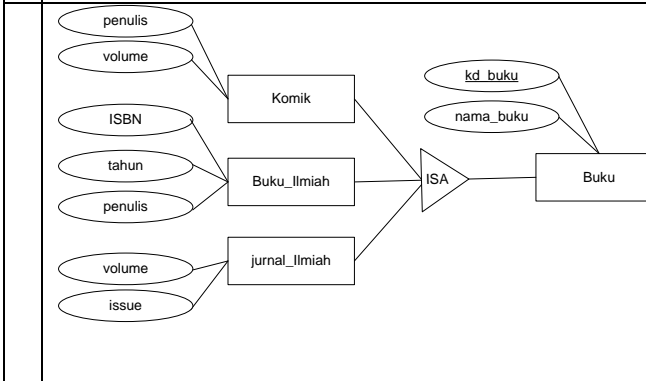 penulis
volume
Komik
kd_buku
nama_buku
ISBN
tahun
penulis
Buku_Ilmiah
ISA
Buku
volume
issue
jurnal_Ilmiah